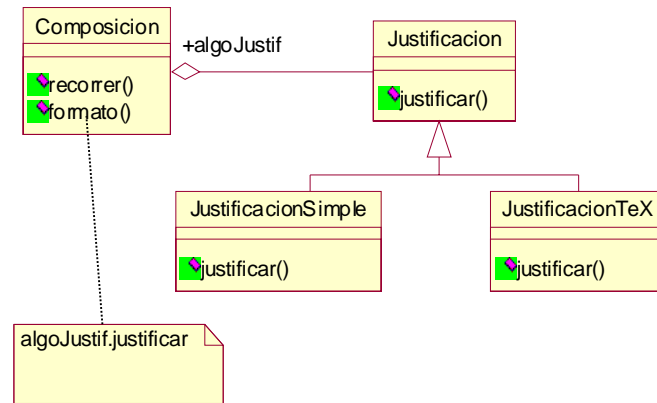 Composicion
recorrer()
formato()
+algoJustif
Justificacion
justificar()
JustificacionSimple
justificar()
JustificacionTeX
justificar()
algoJustif.justificar